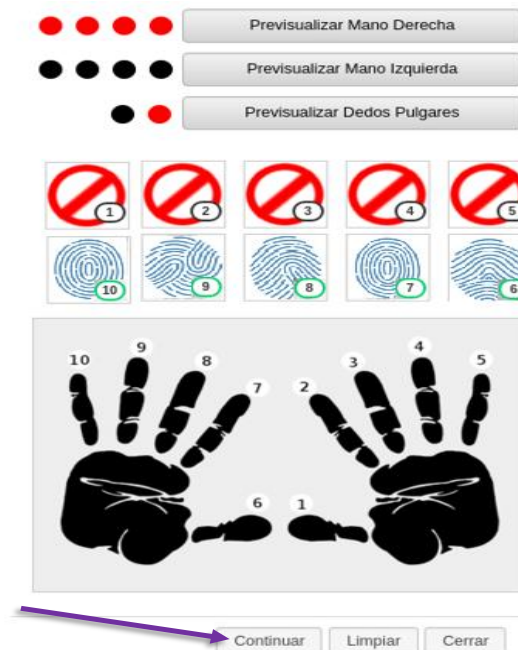 Previsualizar Mano Derecha
Previsualizar Mano Izquierda
Previsualizar Dedos Pulgares
1 2 3 4 5
10 9 8 7 6
10 9 8 7 2 3 4 5
6 1
Continuar Limpiar Cerrar